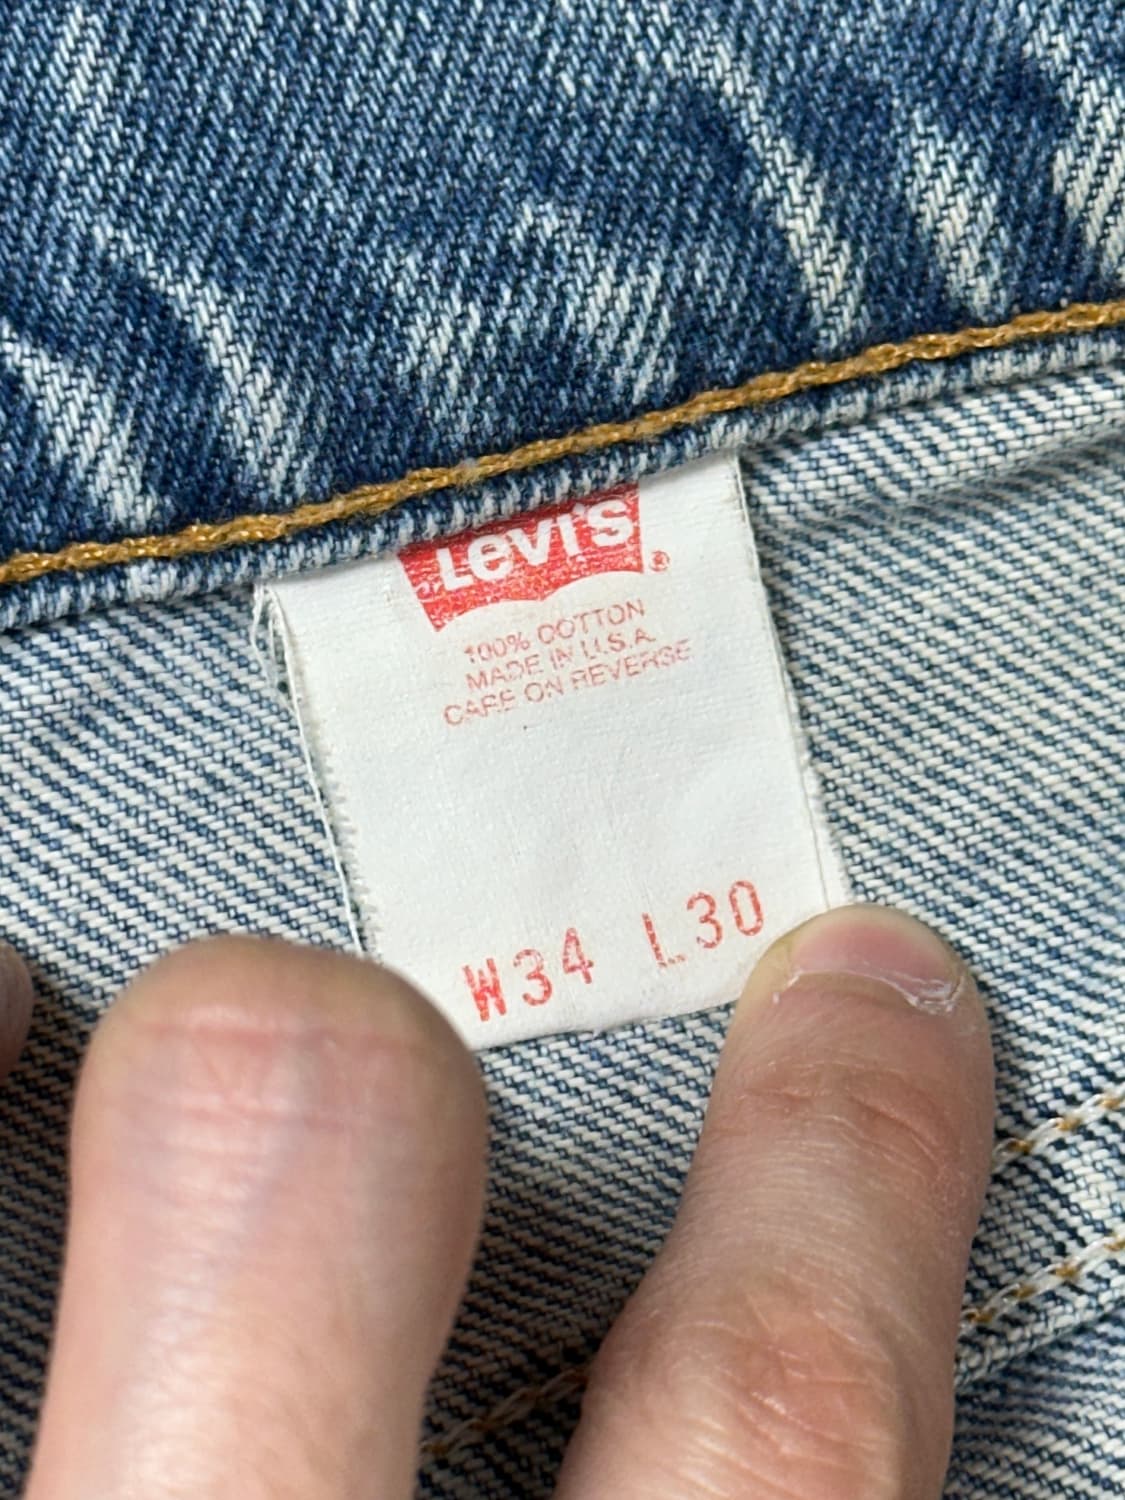 Levi's®
100% COTTON
MADE IN U.S.A.
CARE ON REVERSE
W34 L30